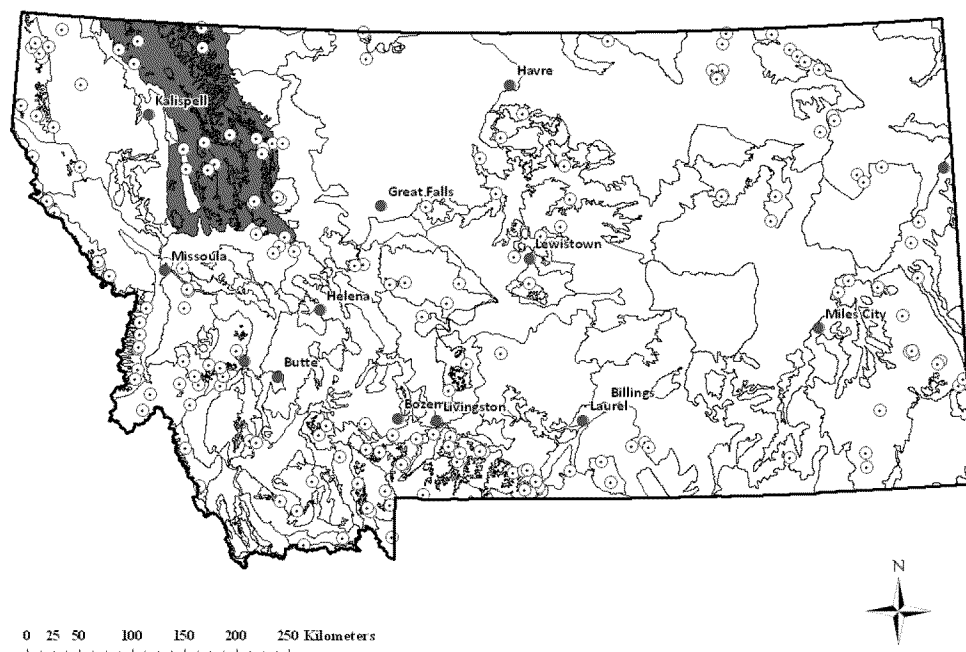 Havre
Kalispell
Great Falls
Lewistown
Missoula
Helena
Miles City
Butte
Billings
Bozem
Livingston
Laurel
N
0 25 50 100 150 200 250 Kilometers